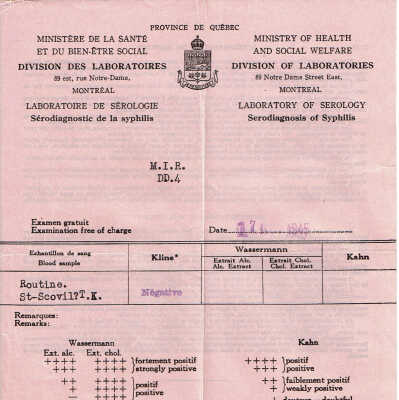 PROVINCE DE QUÉBEC
MINISTÈRE DE LA SANTÉ
ET DU BIEN-ÊTRE SOCIAL
DIVISION DES LABORATOIRES
89 est, rue Notre-Dame,
MONTRÉAL
LABORATOIRE DE SÉROLOGIE
Sérodiagnostic de la syphilis
MINISTRY OF HEALTH
AND SOCIAL WELFARE
DIVISION OF LABORATORIES
89 Notre Dame Street East,
MONTREAL
LABORATORY OF SEROLOGY
Serodiagnosis of Syphilis
M.I.R.
DD.4
Examen gratuit
Examination free of charge
Date
Echantillon de sang
Blood sample
Kline*
Wassermann
Extrait Alc.
Alc. Extract
Extrait Chol.
Chol. Extract
Kahn
Routine.
St-Scovil?T.K.
Négative
Remarques:
Remarks:
Wassermann
Ext. alc. Ext. chol.
++++ ++++ fortement positif
+++ +++ strongly positive
++ ++ positif
+ + positive
— +
Kahn
++++ positif
+++ positive
++ faiblement positif
+ weakly positive
± douteux - doubtful